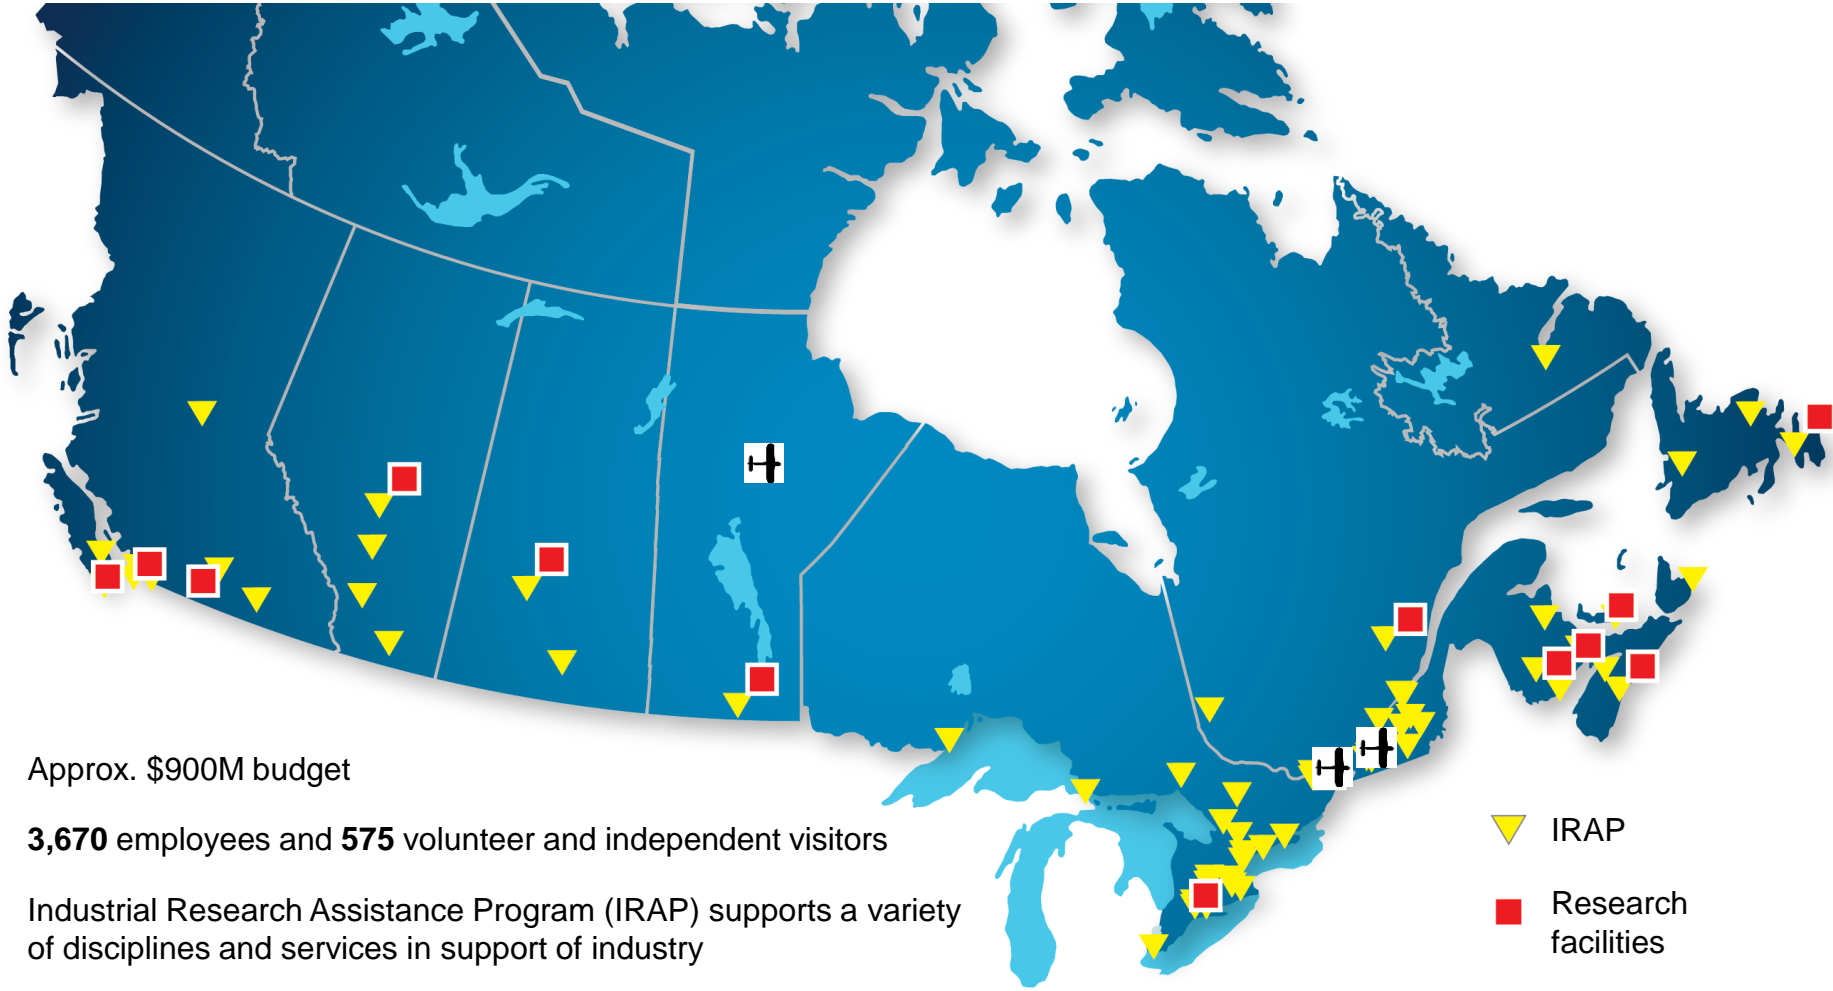 Approx. $900M budget
3,670 employees and 575 volunteer and independent visitors
Industrial Research Assistance Program (IRAP) supports a variety
of disciplines and services in support of industry
IRAP
Research
facilities